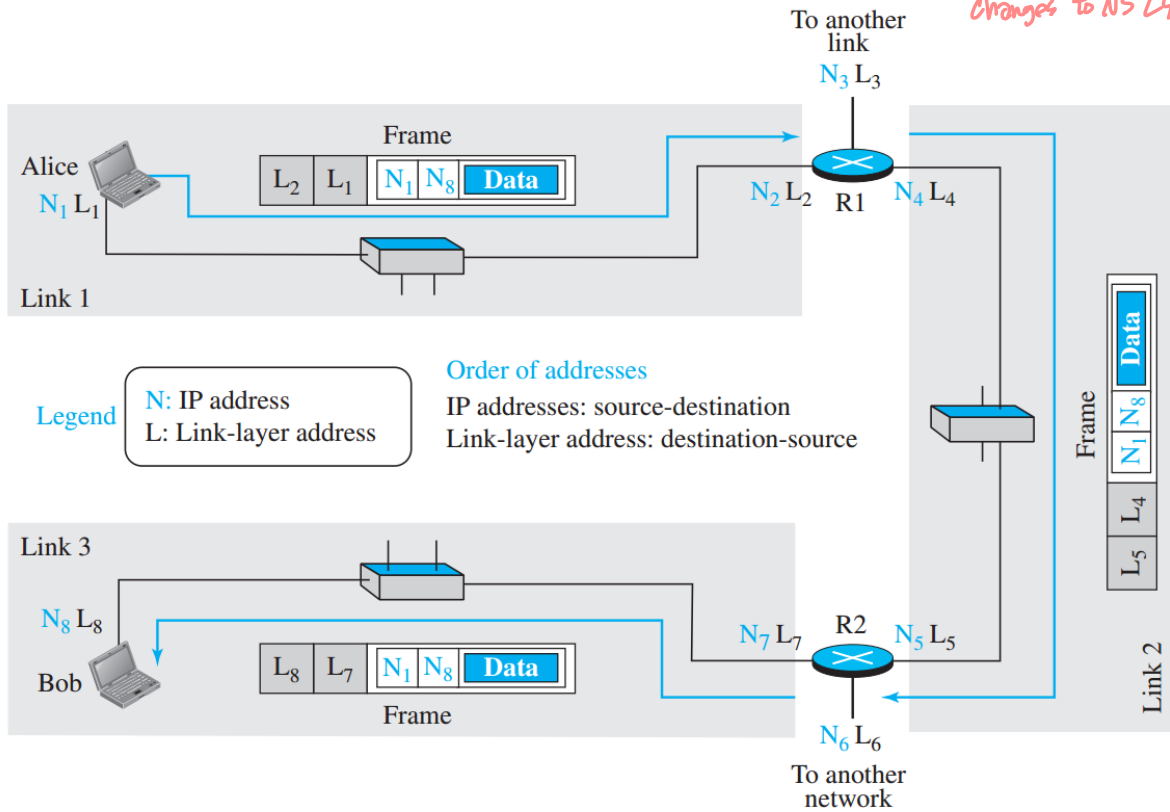 changes to N5 L5
To another
link
N₃ L₃
Frame
Alice
N₁ L₁
L₂ L₁ N₁ N₈ Data
N₂ L₂
R1
N₄ L₄
Link 1
Legend
N: IP address
L: Link-layer address
Order of addresses
IP addresses: source-destination
Link-layer address: destination-source
Frame
L₅ L₄ N₁ N₈ Data
Link 2
Link 3
N₈ L₈
Bob
L₈ L₇ N₁ N₈ Data
Frame
N₇ L₇
R2
N₅ L₅
N₆ L₆
To another
network